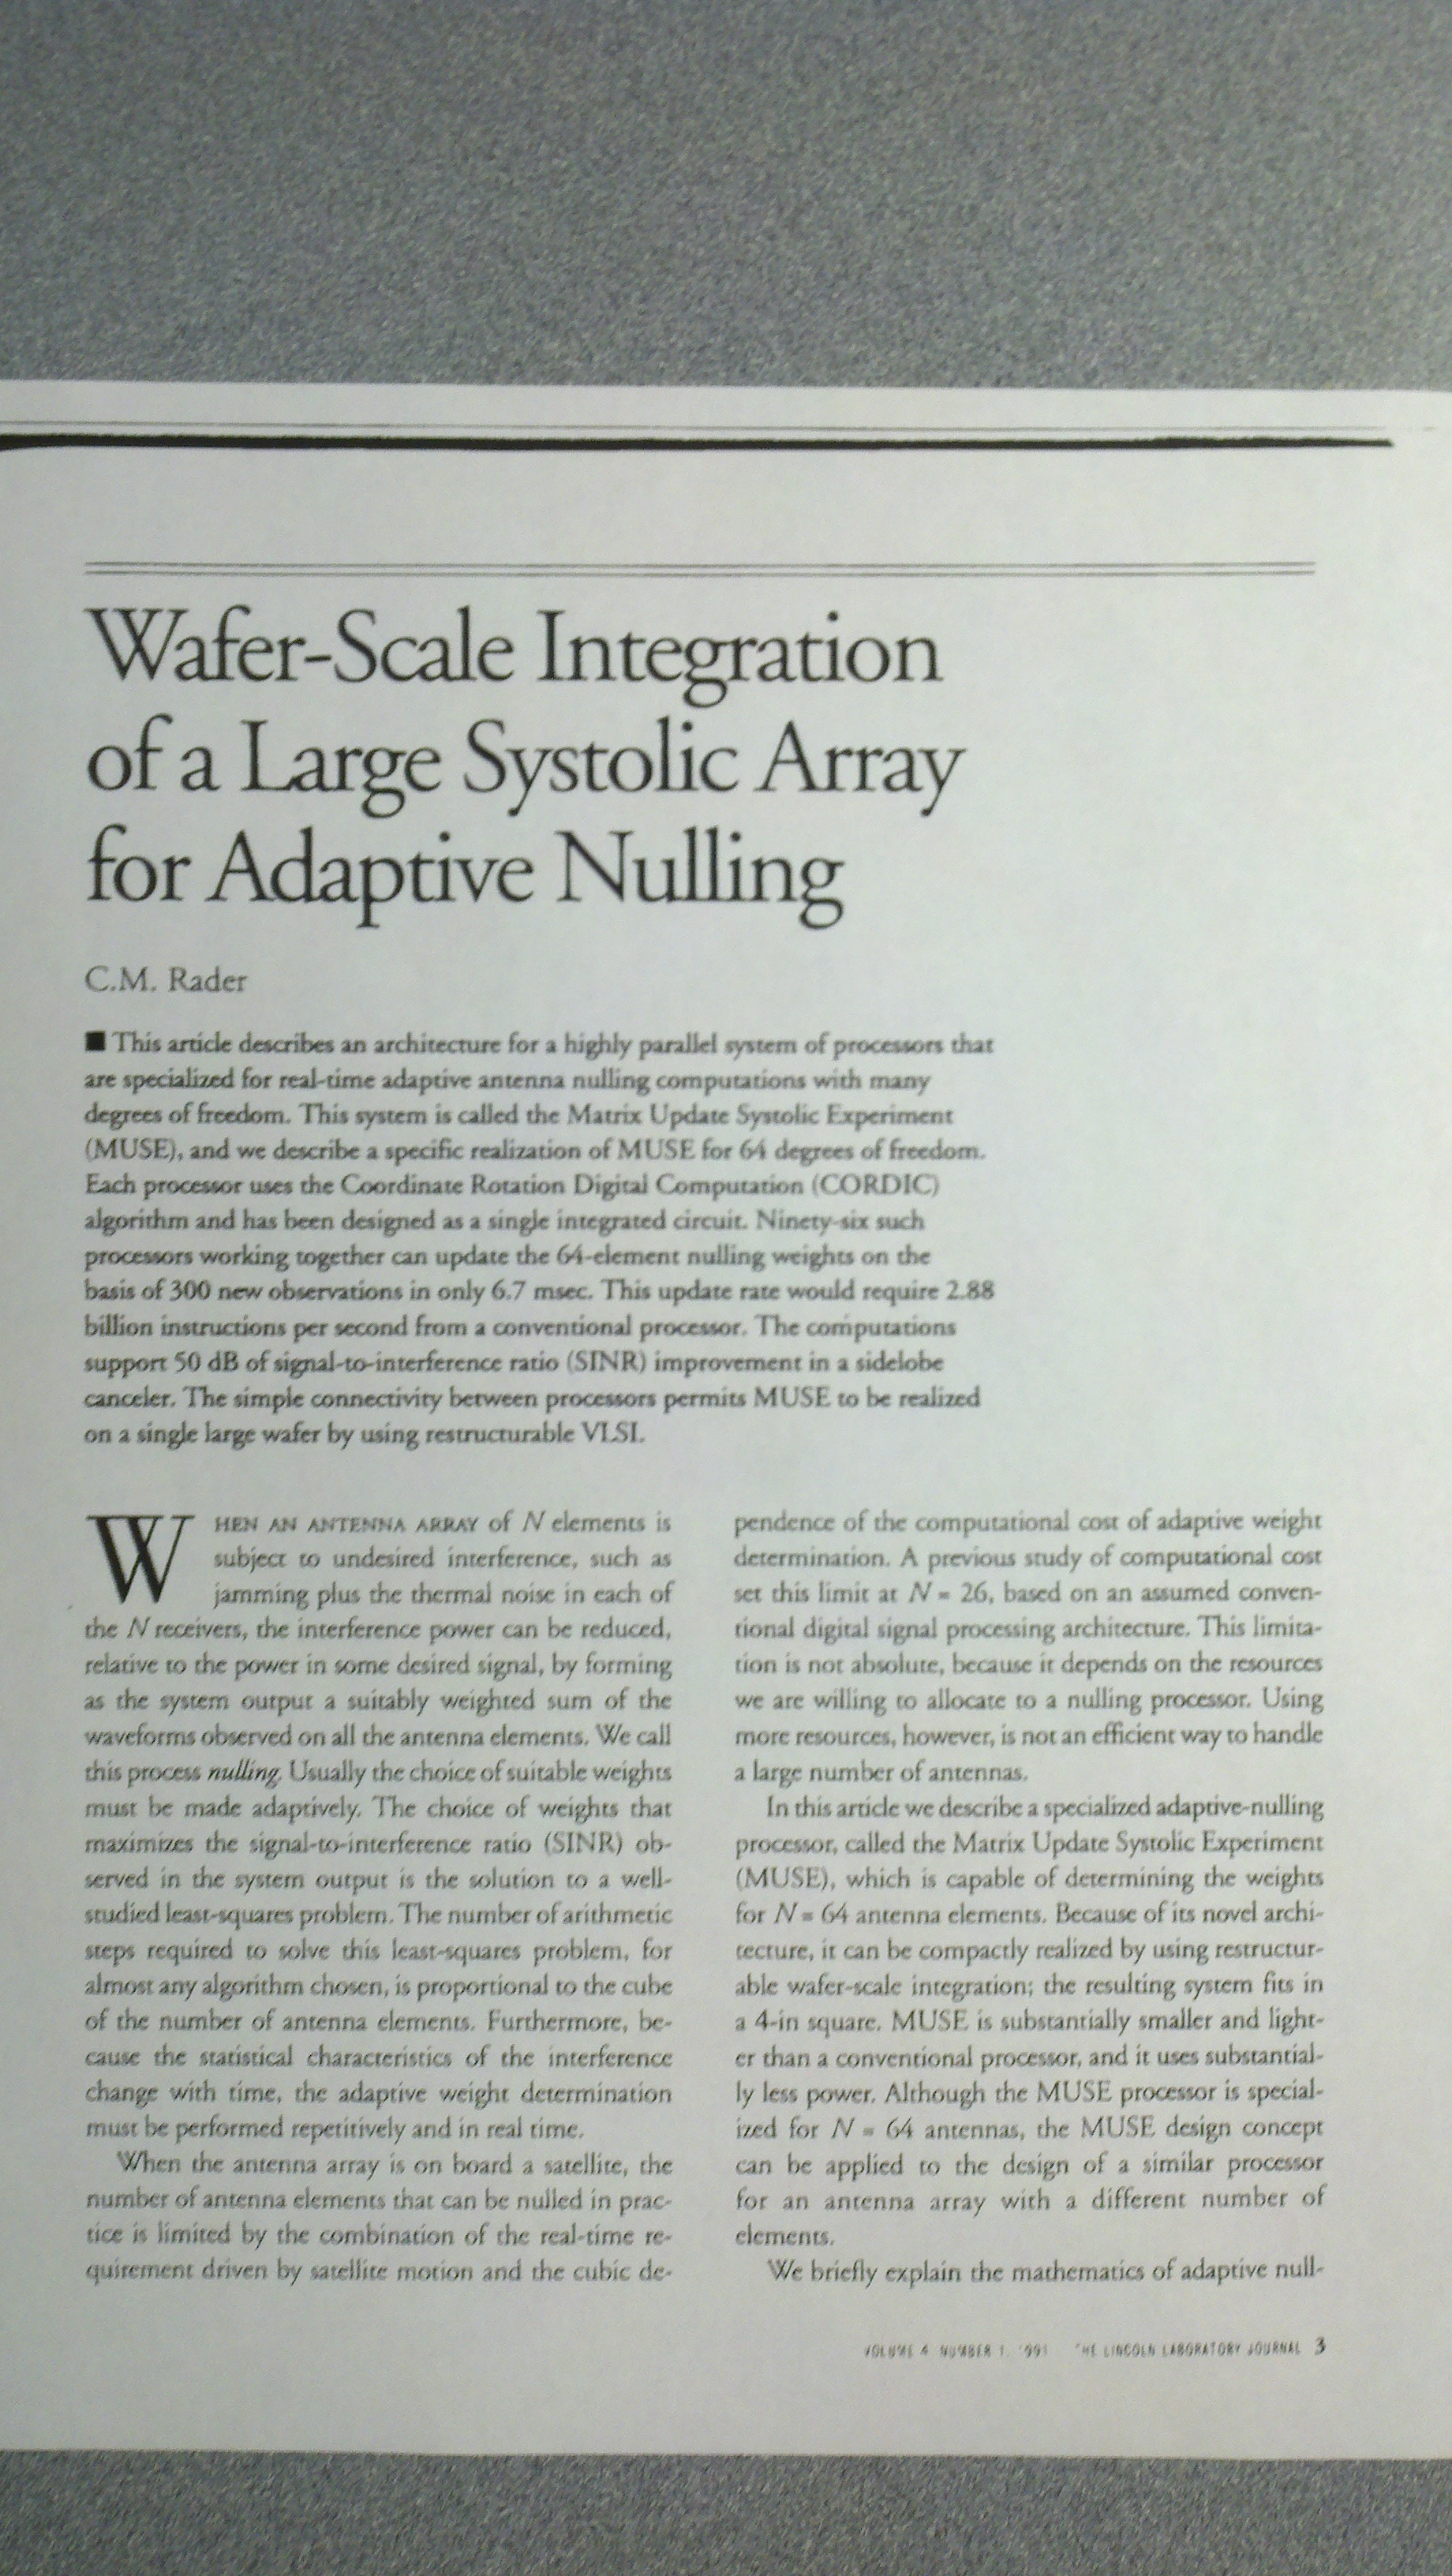 Wafer-Scale Integration
of a Large Systolic Array
for Adaptive Nulling
C.M. Rader
■ This article describes an architecture for a highly parallel system of processors that
are specialized for real-time adaptive antenna nulling computations with many
degrees of freedom. This system is called the Matrix Update Systolic Experiment
(MUSE), and we describe a specific realization of MUSE for 64 degrees of freedom.
Each processor uses the Coordinate Rotation Digital Computation (CORDIC)
algorithm and has been designed as a single integrated circuit. Ninety-six such
processors working together can update the 64-element nulling weights on the
basis of 300 new observations in only 6.7 msec. This update rate would require 2.88
billion instructions per second from a conventional processor. The computations
support 50 dB of signal-to-interference ratio (SINR) improvement in a sidelobe
canceler. The simple connectivity between processors permits MUSE to be realized
on a single large wafer by using restructurable VLSI.
WHEN AN ANTENNA ARRAY of N elements is
subject to undesired interference, such as
jamming plus the thermal noise in each of
the N receivers, the interference power can be reduced,
relative to the power in some desired signal, by forming
as the system output a suitably weighted sum of the
waveforms observed on all the antenna elements. We call
this process nulling. Usually the choice of suitable weights
must be made adaptively. The choice of weights that
maximizes the signal-to-interference ratio (SINR) ob-
served in the system output is the solution to a well-
studied least-squares problem. The number of arithmetic
steps required to solve this least-squares problem, for
almost any algorithm chosen, is proportional to the cube
of the number of antenna elements. Furthermore, be-
cause the statistical characteristics of the interference
change with time, the adaptive weight determination
must be performed repetitively and in real time.
When the antenna array is on board a satellite, the
number of antenna elements that can be nulled in prac-
tice is limited by the combination of the real-time re-
quirement driven by satellite motion and the cubic de-
pendence of the computational cost of adaptive weight
determination. A previous study of computational cost
set this limit at N = 26, based on an assumed conven-
tional digital signal processing architecture. This limita-
tion is not absolute, because it depends on the resources
we are willing to allocate to a nulling processor. Using
more resources, however, is not an efficient way to handle
a large number of antennas.
In this article we describe a specialized adaptive-nulling
processor, called the Matrix Update Systolic Experiment
(MUSE), which is capable of determining the weights
for N = 64 antenna elements. Because of its novel archi-
tecture, it can be compactly realized by using restructur-
able wafer-scale integration; the resulting system fits in
a 4-in square. MUSE is substantially smaller and light-
er than a conventional processor, and it uses substantial-
ly less power. Although the MUSE processor is special-
ized for N = 64 antennas, the MUSE design concept
can be applied to the design of a similar processor
for an antenna array with a different number of
elements.
We briefly explain the mathematics of adaptive null-
VOLUME 4 NUMBER 1, 1991 THE LINCOLN LABORATORY JOURNAL 3